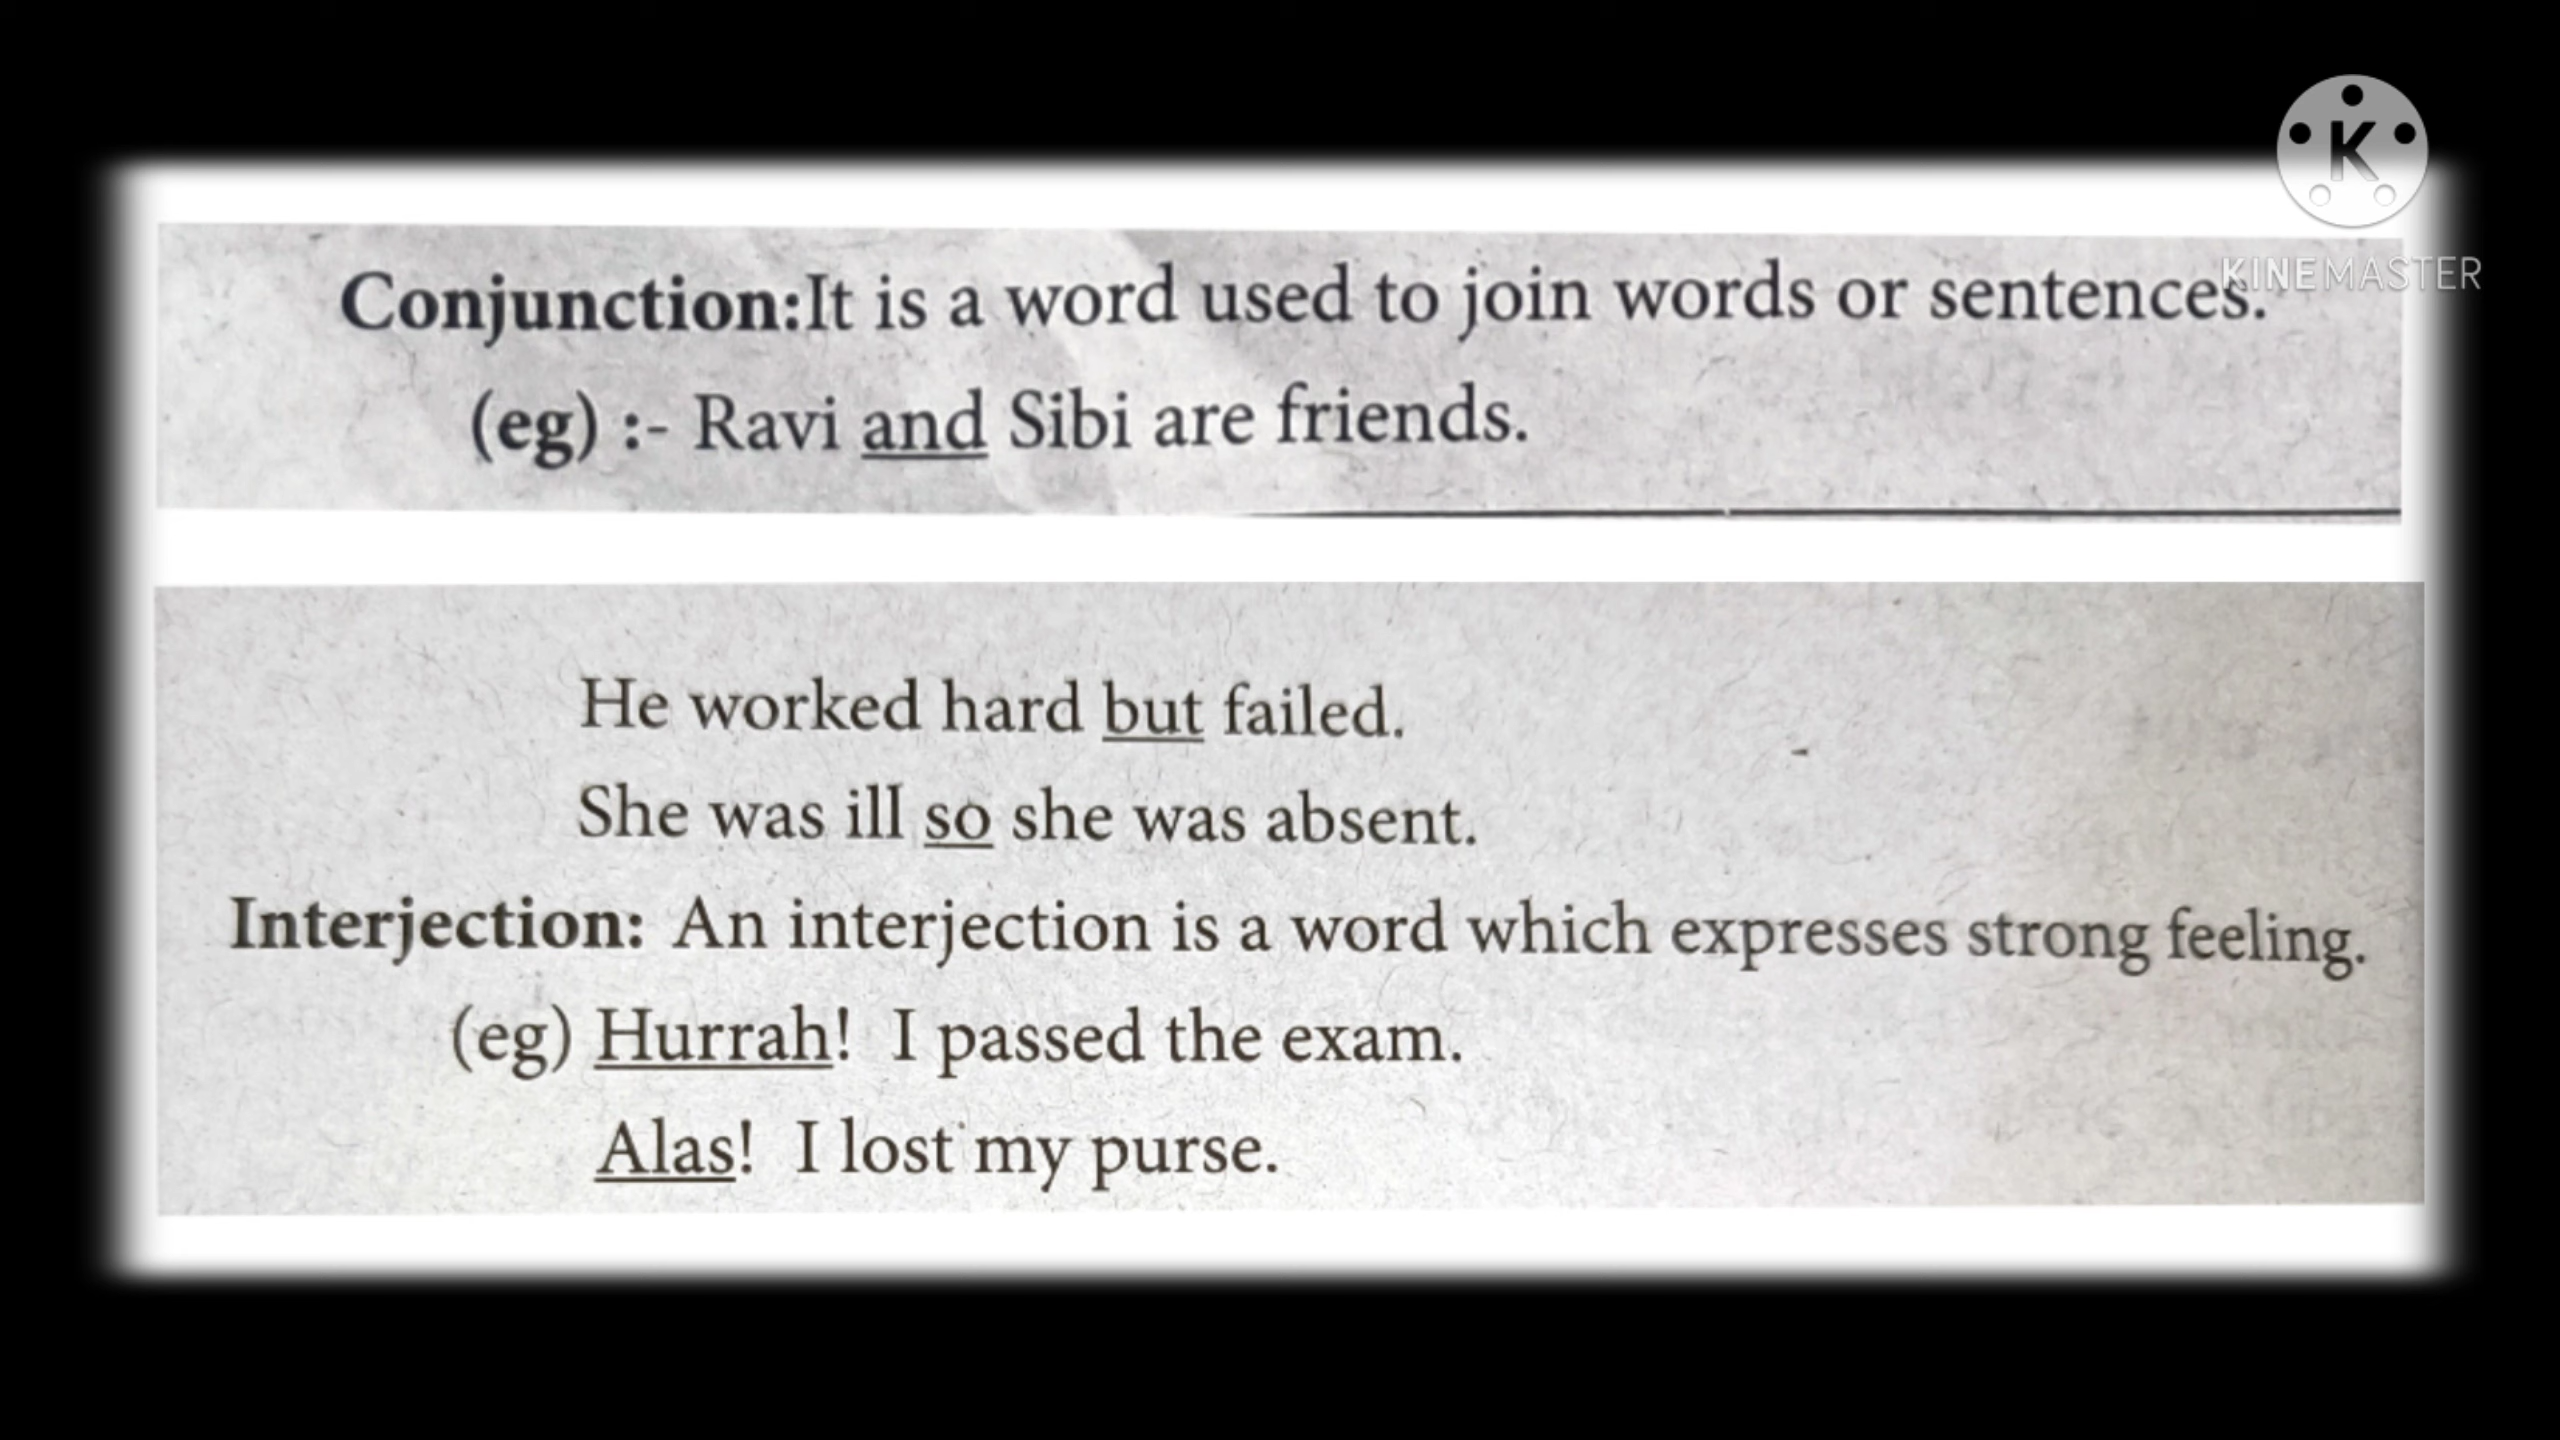 K
KINEMASTER
Conjunction:It is a word used to join words or sentences.
(eg) :- Ravi and Sibi are friends.
He worked hard but failed.
She was ill so she was absent.
Interjection: An interjection is a word which expresses strong feeling.
(eg) Hurrah! I passed the exam.
Alas! I lost my purse.